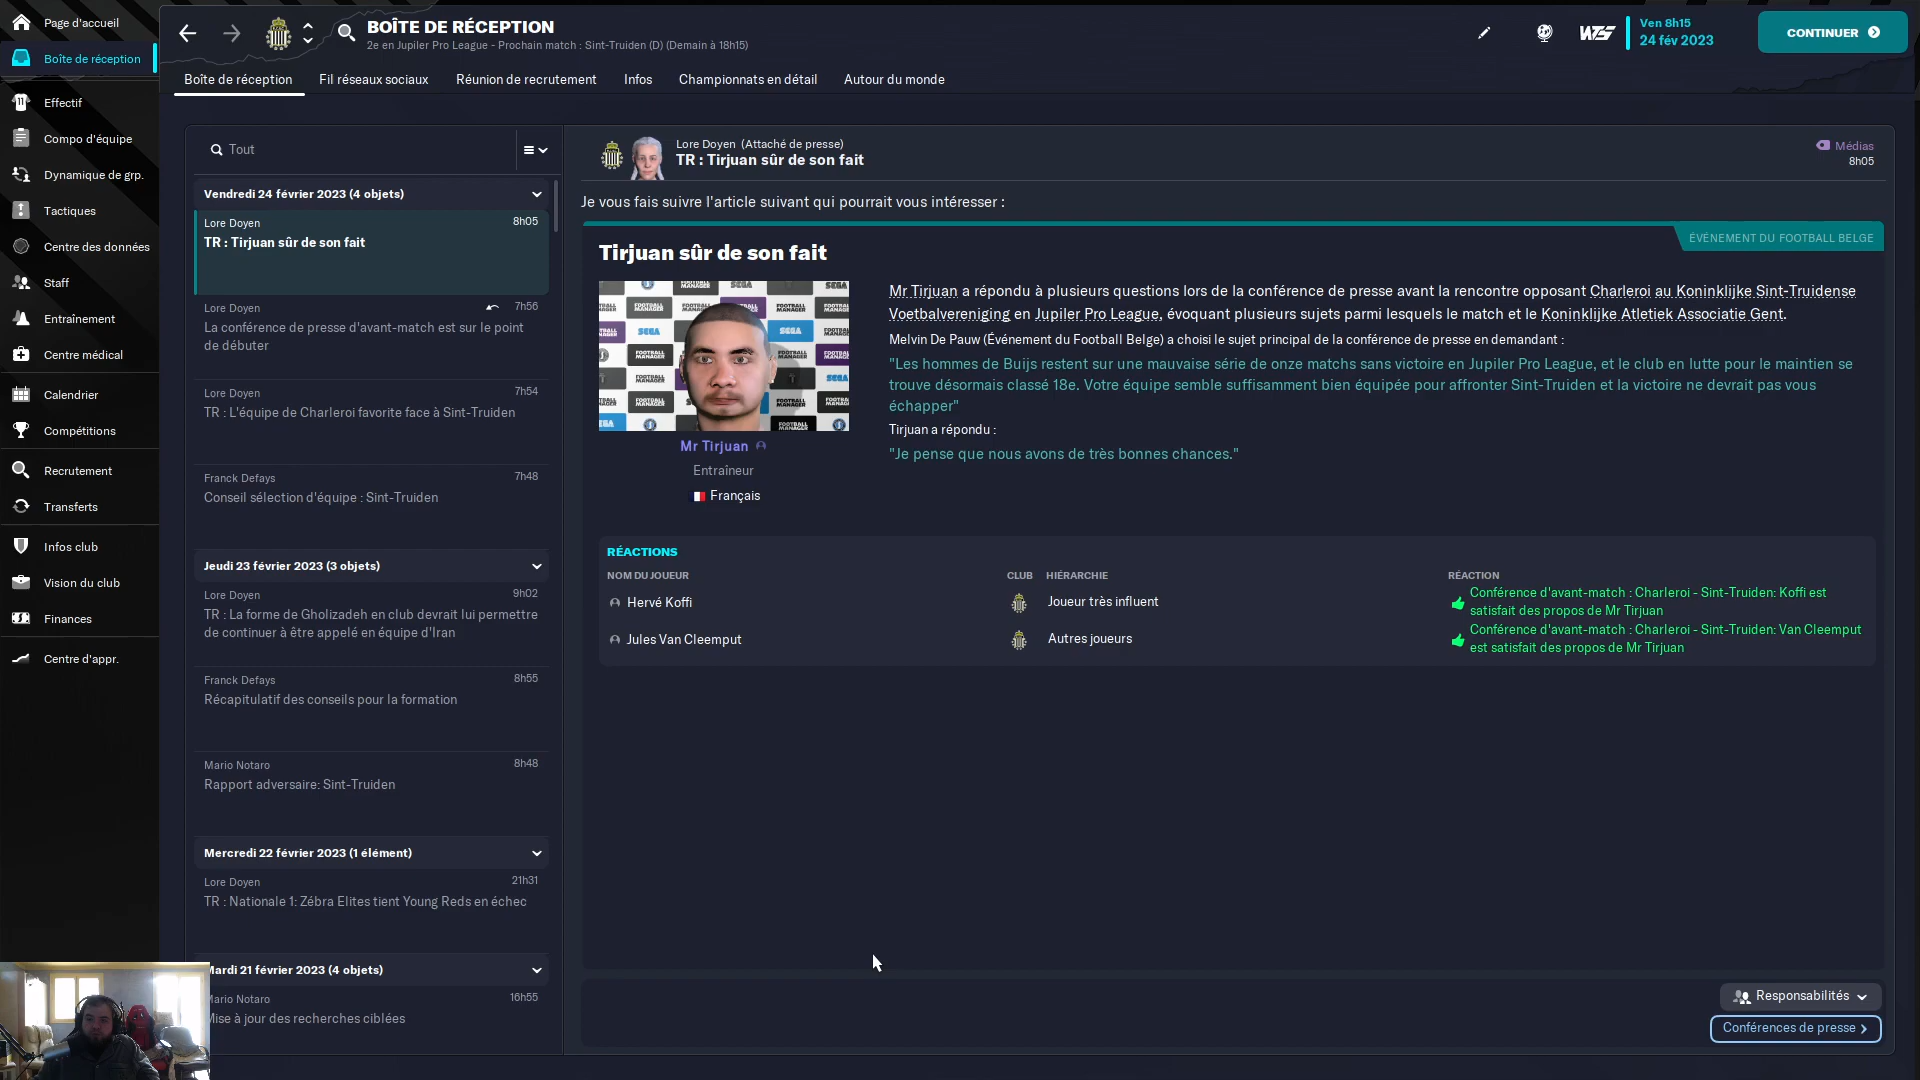 Page d'accueil
Boîte de réception
Effectif
Compo d'équipe
Dynamique de grp.
Tactiques
Centre des données
Staff
Entraînement
Centre médical
Calendrier
Compétitions
Recrutement
Transferts
Infos club
Vision du club
Finances
Centre d'appr.
BOÎTE DE RÉCEPTION
2e en Jupiler Pro League - Prochain match : Sint-Truiden (D) (Demain à 18h15)
Ven 8h15
24 fév 2023
CONTINUER
Boîte de réception
Fil réseaux sociaux
Réunion de recrutement
Infos
Championnats en détail
Autour du monde
Tout
Vendredi 24 février 2023 (4 objets)
Lore Doyen 8h05
TR : Tirjuan sûr de son fait
Lore Doyen 7h56
La conférence de presse d'avant-match est sur le point
de débuter
Lore Doyen 7h54
TR : L'équipe de Charleroi favorite face à Sint-Truiden
Franck Defays 7h48
Conseil sélection d'équipe : Sint-Truiden
Jeudi 23 février 2023 (3 objets)
Lore Doyen 9h02
TR : La forme de Gholizadeh en club devrait lui permettre
de continuer à être appelé en équipe d'Iran
Franck Defays 8h55
Récapitulatif des conseils pour la formation
Mario Notaro 8h48
Rapport adversaire: Sint-Truiden
Mercredi 22 février 2023 (1 élément)
Lore Doyen 21h31
TR : Nationale 1: Zébra Elites tient Young Reds en échec
Mardi 21 février 2023 (4 objets)
Mario Notaro 16h55
Mise à jour des recherches ciblées
Lore Doyen (Attaché de presse)
TR : Tirjuan sûr de son fait
Médias
8h05
Je vous fais suivre l'article suivant qui pourrait vous intéresser :
ÉVÉNEMENT DU FOOTBALL BELGE
Tirjuan sûr de son fait
Mr Tirjuan
Entraîneur
Français
Mr Tirjuan a répondu à plusieurs questions lors de la conférence de presse avant la rencontre opposant Charleroi au Koninklijke Sint-Truidense
Voetbalvereniging en Jupiler Pro League, évoquant plusieurs sujets parmi lesquels le match et le Koninklijke Atletiek Associatie Gent.
Melvin De Pauw (Événement du Football Belge) a choisi le sujet principal de la conférence de presse en demandant :
"Les hommes de Buijs restent sur une mauvaise série de onze matchs sans victoire en Jupiler Pro League, et le club en lutte pour le maintien se
trouve désormais classé 18e. Votre équipe semble suffisamment bien équipée pour affronter Sint-Truiden et la victoire ne devrait pas vous
échapper"
Tirjuan a répondu :
"Je pense que nous avons de très bonnes chances."
RÉACTIONS
NOM DU JOUEUR CLUB HIÉRARCHIE RÉACTION
Hervé Koffi Joueur très influent
Conférence d'avant-match : Charleroi - Sint-Truiden: Koffi est
satisfait des propos de Mr Tirjuan
Jules Van Cleemput Autres joueurs
Conférence d'avant-match : Charleroi - Sint-Truiden: Van Cleemput
est satisfait des propos de Mr Tirjuan
Responsabilités
Conférences de presse